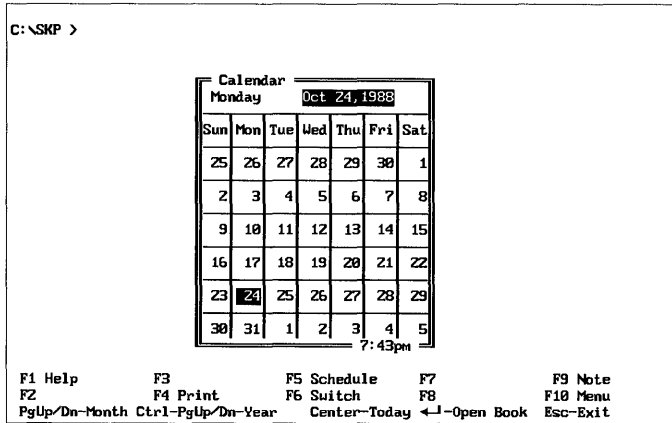 C:\SKP >
Calendar
Monday Oct 24,1988
Sun Mon Tue Wed Thu Fri Sat
25 26 27 28 29 30 1
2 3 4 5 6 7 8
9 10 11 12 13 14 15
16 17 18 19 20 21 22
23 24 25 26 27 28 29
30 31 1 2 3 4 5
7:43pm
F1 Help F3 F5 Schedule F7 F9 Note
F2 F4 Print F6 Switch F8 F10 Menu
PgUp/Dn-Month Ctrl-PgUp/Dn-Year Center-Today ←┘-Open Book Esc-Exit